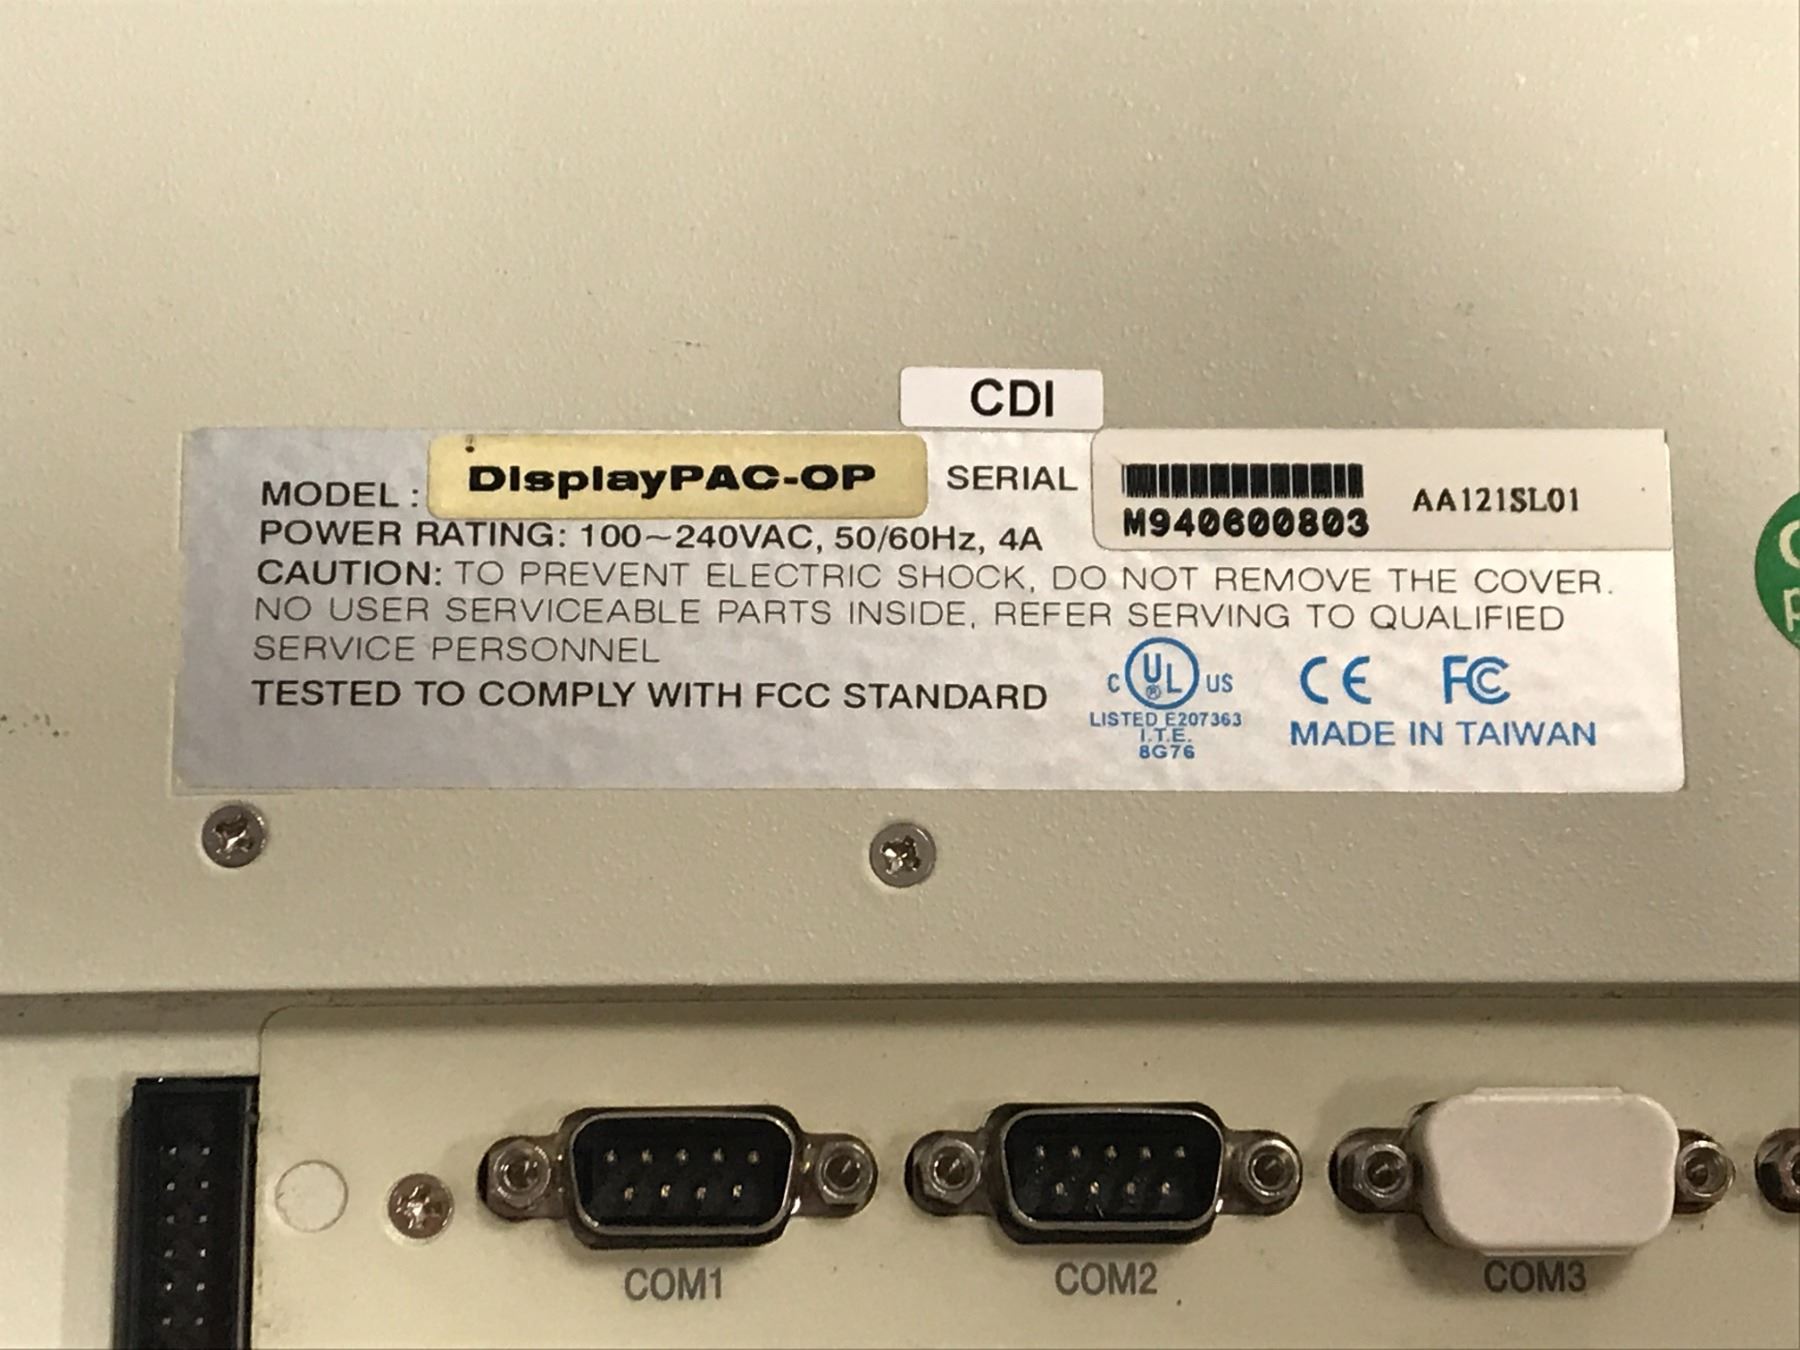 CDI
MODEL : DisplayPAC-OP SERIAL
M940600803 AA121SL01
POWER RATING: 100~240VAC, 50/60Hz, 4A
CAUTION: TO PREVENT ELECTRIC SHOCK, DO NOT REMOVE THE COVER.
NO USER SERVICEABLE PARTS INSIDE, REFER SERVING TO QUALIFIED
SERVICE PERSONNEL
TESTED TO COMPLY WITH FCC STANDARD
C UL ® US
LISTED E207363
I.T.E.
8G76
CE FC
MADE IN TAIWAN
COM1 COM2 COM3